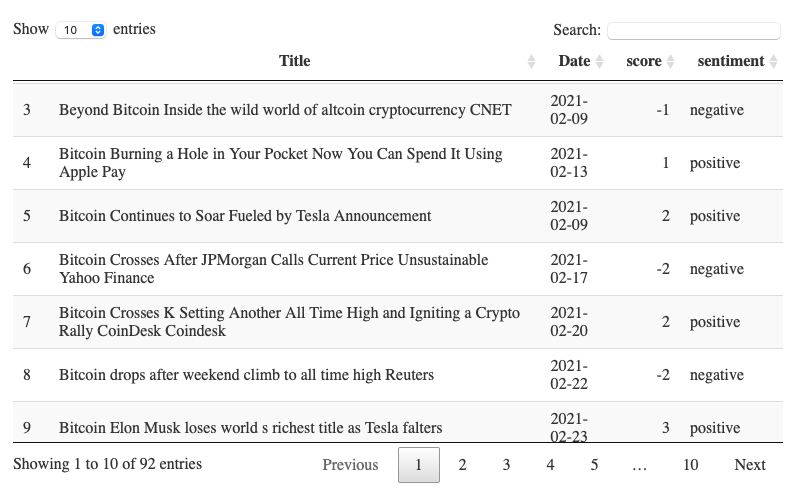 Show 10 entries Search:
Title Date score sentiment
3 Beyond Bitcoin Inside the wild world of altcoin cryptocurrency CNET 2021-02-09 -1 negative
4 Bitcoin Burning a Hole in Your Pocket Now You Can Spend It Using
Apple Pay 2021-02-13 1 positive
5 Bitcoin Continues to Soar Fueled by Tesla Announcement 2021-02-09 2 positive
6 Bitcoin Crosses After JPMorgan Calls Current Price Unsustainable
Yahoo Finance 2021-02-17 -2 negative
7 Bitcoin Crosses K Setting Another All Time High and Igniting a Crypto
Rally CoinDesk Coindesk 2021-02-20 2 positive
8 Bitcoin drops after weekend climb to all time high Reuters 2021-02-22 -2 negative
9 Bitcoin Elon Musk loses world s richest title as Tesla falters 2021-02-23 3 positive
Showing 1 to 10 of 92 entries Previous 1 2 3 4 5 … 10 Next